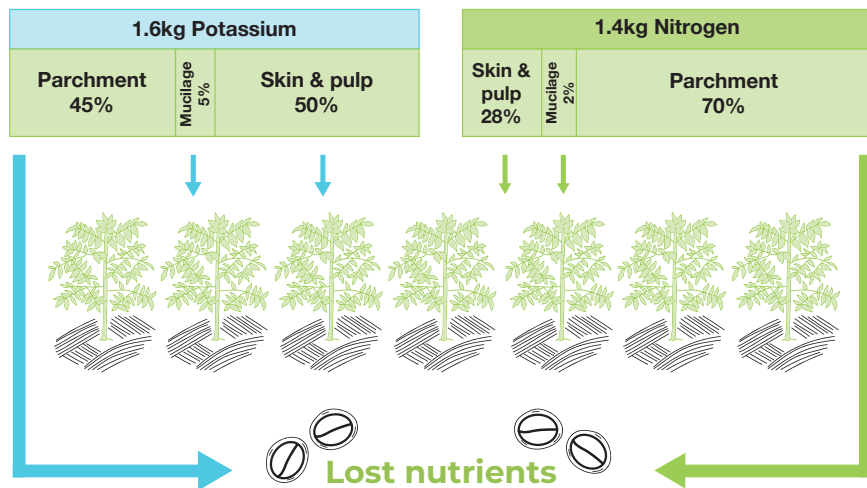 1.6kg Potassium
Parchment
45%
Mucilage
5%
Skin & pulp
50%
1.4kg Nitrogen
Skin &
pulp
28%
Mucilage
2%
Parchment
70%
Lost nutrients